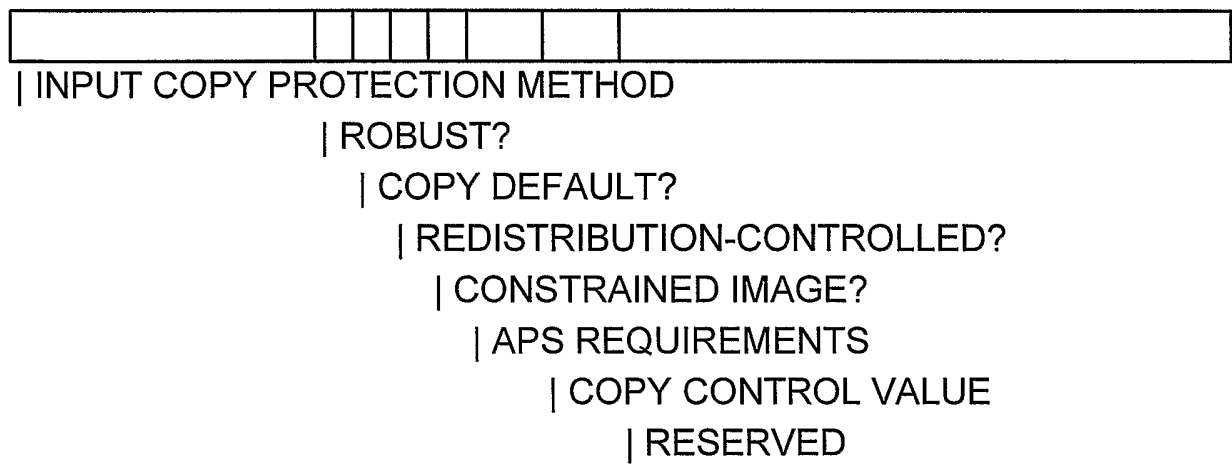 | INPUT COPY PROTECTION METHOD
| ROBUST?
| COPY DEFAULT?
| REDISTRIBUTION-CONTROLLED?
| CONSTRAINED IMAGE?
| APS REQUIREMENTS
| COPY CONTROL VALUE
| RESERVED